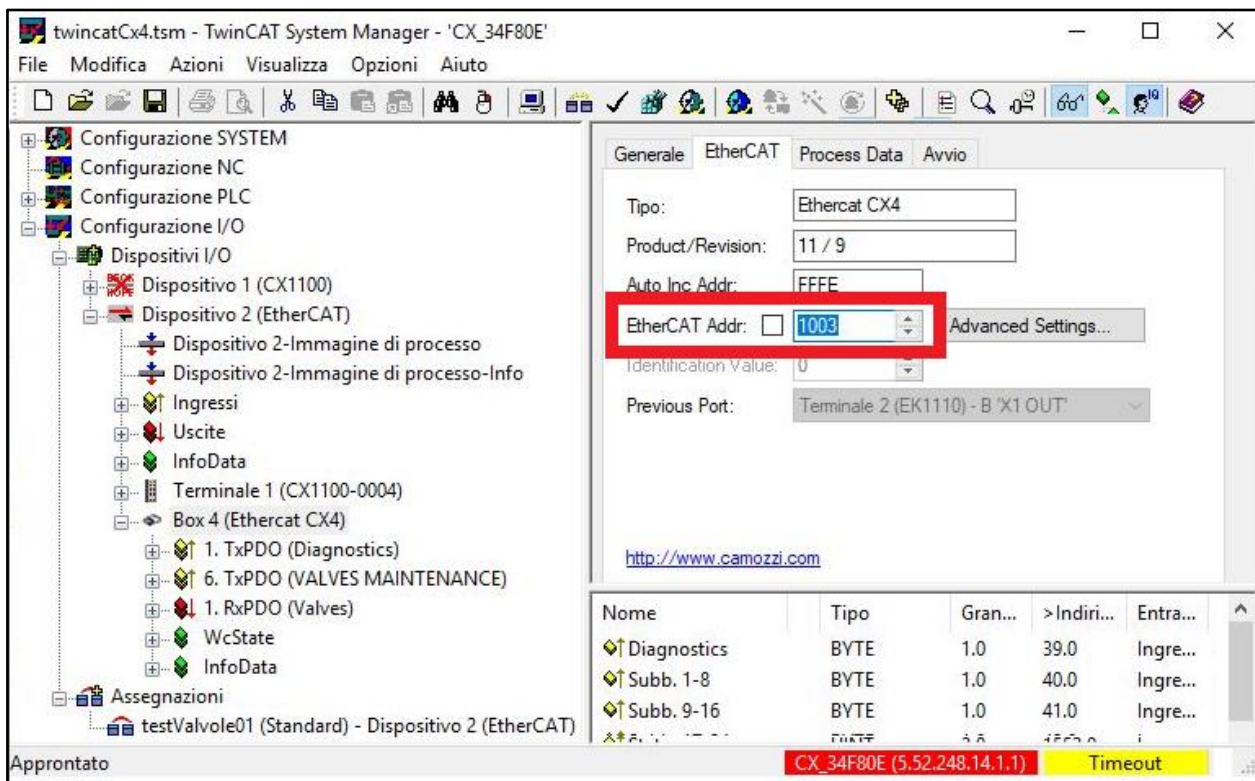 twincatCx4.tsm - TwinCAT System Manager - 'CX_34F80E'
File Modifica Azioni Visualizza Opzioni Aiuto
Configurazione SYSTEM
Configurazione NC
Configurazione PLC
Configurazione I/O
Dispositivi I/O
Dispositivo 1 (CX1100)
Dispositivo 2 (EtherCAT)
Dispositivo 2-Immagine di processo
Dispositivo 2-Immagine di processo-Info
Ingressi
Uscite
InfoData
Terminale 1 (CX1100-0004)
Box 4 (Ethercat CX4)
1. TxPDO (Diagnostics)
6. TxPDO (VALVES MAINTENANCE)
1. RxPDO (Valves)
WcState
InfoData
Assegnazioni
testValvole01 (Standard) - Dispositivo 2 (EtherCAT)
Generale EtherCAT Process Data Avvio
Tipo: Ethercat CX4
Product/Revision: 11 / 9
Auto Inc Addr: FFFE
EtherCAT Addr: 1003 Advanced Settings...
Identification Value: 0
Previous Port: Terminale 2 (EK1110) - B 'X1 OUT'
http://www.camozzi.com
Nome Tipo Gran... >Indiri... Entra...
Diagnostics BYTE 1.0 39.0 Ingre...
Subb. 1-8 BYTE 1.0 40.0 Ingre...
Subb. 9-16 BYTE 1.0 41.0 Ingre...
Approntato CX_34F80E (5.52.248.14.1.1) Timeout